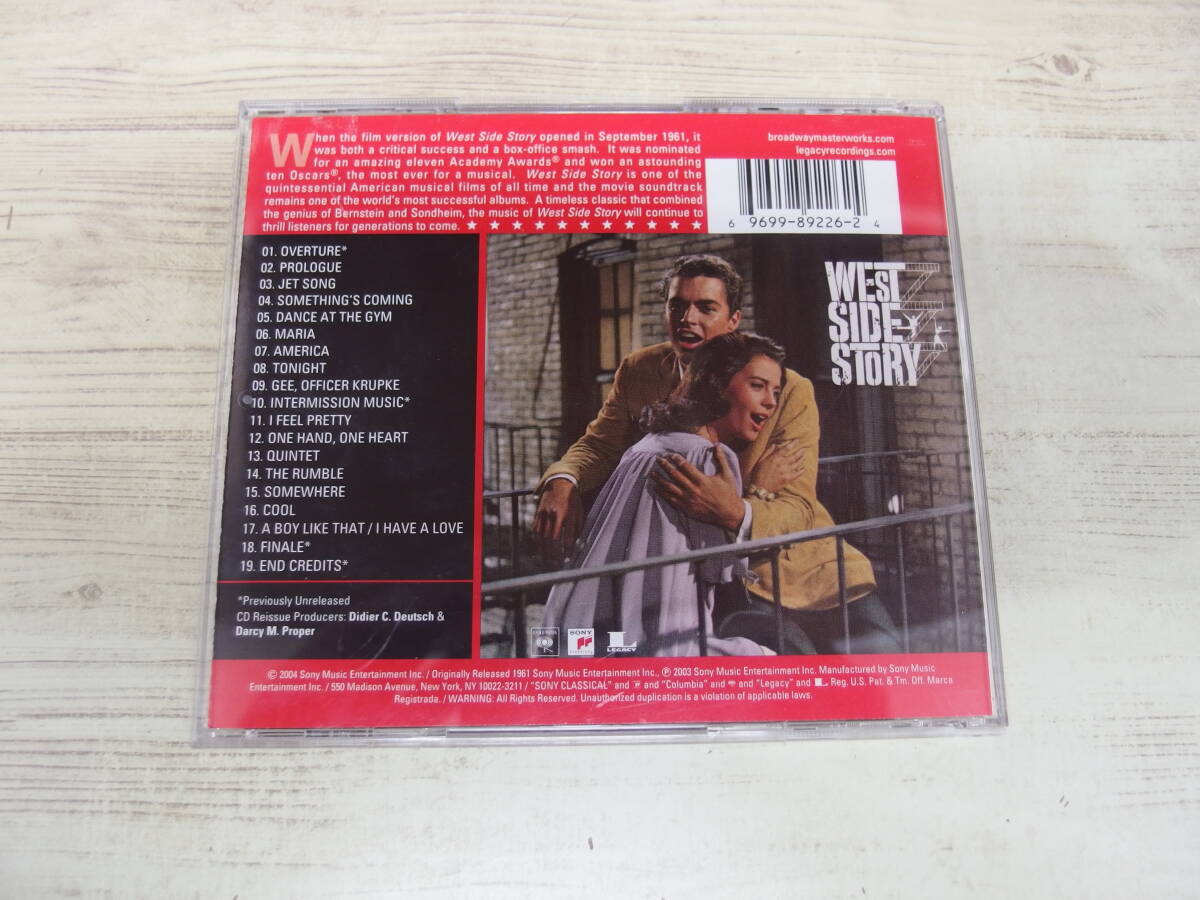 When the film version of West Side Story opened in September 1961, it
was both a critical success and a box-office smash. It was nominated
for an amazing eleven Academy Awards® and won an astounding
ten Oscars®, the most ever for a musical. West Side Story is one of the
quintessential American musical films of all time and the movie soundtrack
remains one of the world's most successful albums. A timeless classic that combined
the genius of Bernstein and Sondheim, the music of West Side Story will continue to
thrill listeners for generations to come. ★ ★ ★ ★ ★ ★ ★ ★ ★ ★ ★
broadwaymasterworks.com
legacyrecordings.com
6 9699-89226-2 4
01. OVERTURE*
02. PROLOGUE
03. JET SONG
04. SOMETHING'S COMING
05. DANCE AT THE GYM
06. MARIA
07. AMERICA
08. TONIGHT
09. GEE, OFFICER KRUPKE
10. INTERMISSION MUSIC*
11. I FEEL PRETTY
12. ONE HAND, ONE HEART
13. QUINTET
14. THE RUMBLE
15. SOMEWHERE
16. COOL
17. A BOY LIKE THAT / I HAVE A LOVE
18. FINALE*
19. END CREDITS*
*Previously Unreleased
CD Reissue Producers: Didier C. Deutsch &
Darcy M. Proper
WEST
SIDE
STORY
SONY
L
LEGACY
© 2004 Sony Music Entertainment Inc. / Originally Released 1961 Sony Music Entertainment Inc., ℗ 2003 Sony Music Entertainment Inc. Manufactured by Sony Music
Entertainment Inc. / 550 Madison Avenue, New York, NY 10022-3211 / "SONY CLASSICAL" and and "Columbia" and and "Legacy" and L Reg. U.S. Pat. & Tm. Off. Marca
Registrada. / WARNING: All Rights Reserved. Unauthorized duplication is a violation of applicable laws.